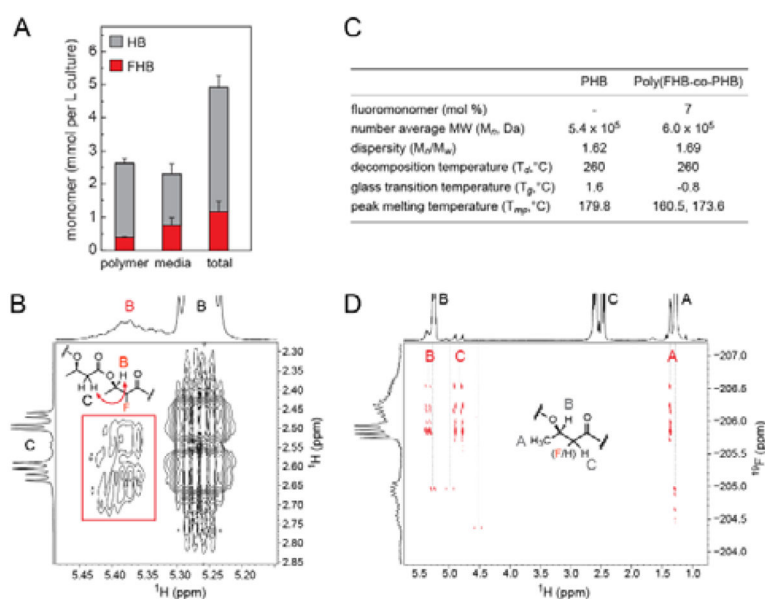 A
HB
FHB
monomer (mmol per L culture)
6
5
4
3
2
1
0
polymer media total
C
PHB Poly(FHB-co-PHB)
fluoromonomer (mol %) - 7
number average MW (Mn, Da) 5.4 x 10⁵ 6.0 x 10⁵
dispersity (Mn/Mw) 1.62 1.69
decomposition temperature (Td,°C) 260 260
glass transition temperature (Tg,°C) 1.6 -0.8
peak melting temperature (Tmp,°C) 179.8 160.5, 173.6
B
B B
C
O O
O
B
H
H H
F
C
2.30
2.35
2.40
2.45
2.50
2.55
2.60
2.65
2.70
2.75
2.80
2.85
¹H (ppm)
5.45 5.40 5.35 5.30 5.25 5.20
¹H (ppm)
D
B C A
B C A
O H B O
A H₃C
(F/H) H C
-207.0
-206.5
-206.0
-205.5
-205.0
-204.5
-204.0
¹⁹F (ppm)
5.5 5.0 4.5 4.0 3.5 3.0 2.5 2.0 1.5 1.0
¹H (ppm)